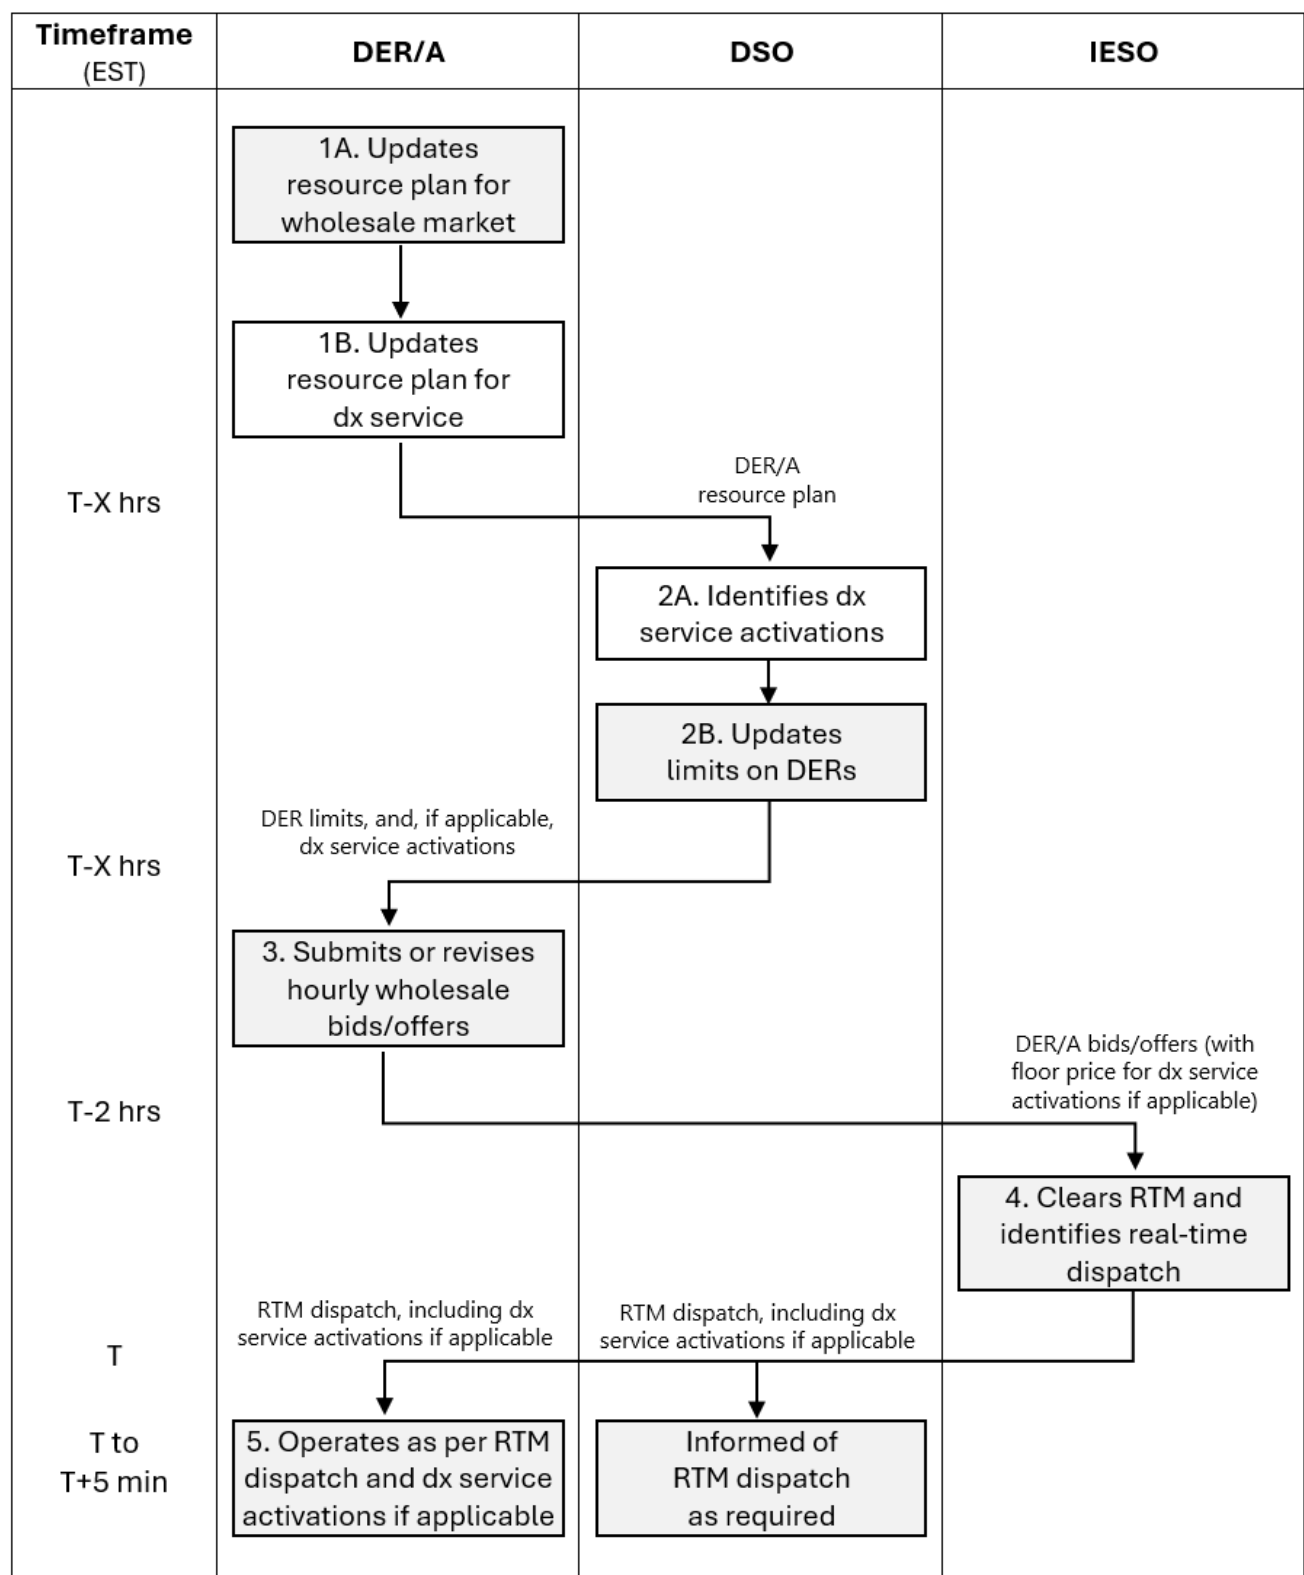 Timeframe
(EST)
DER/A
DSO
IESO
1A. Updates
resource plan for
wholesale market
1B. Updates
resource plan for
dx service
T-X hrs
DER/A
resource plan
2A. Identifies dx
service activations
2B. Updates
limits on DERs
DER limits, and, if applicable,
dx service activations
T-X hrs
3. Submits or revises
hourly wholesale
bids/offers
T-2 hrs
DER/A bids/offers (with
floor price for dx service
activations if applicable)
4. Clears RTM and
identifies real-time
dispatch
RTM dispatch, including dx
service activations if applicable
RTM dispatch, including dx
service activations if applicable
T
T to
T+5 min
5. Operates as per RTM
dispatch and dx service
activations if applicable
Informed of
RTM dispatch
as required